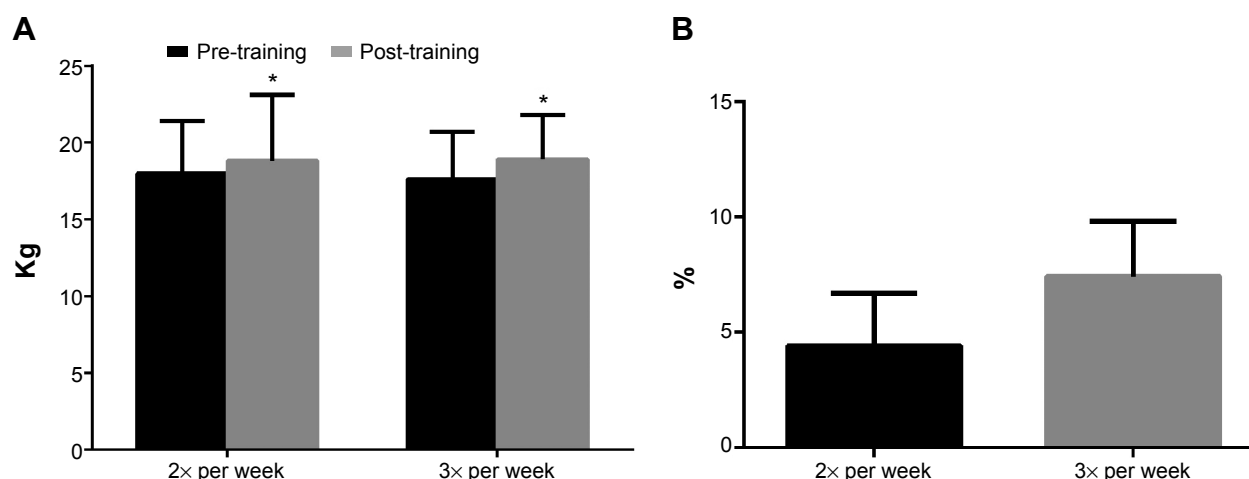 A
Pre-training Post-training
25
20
15
10
5
0
Kg
*
*
2× per week 3× per week
B
15
10
5
0
%
2× per week 3× per week